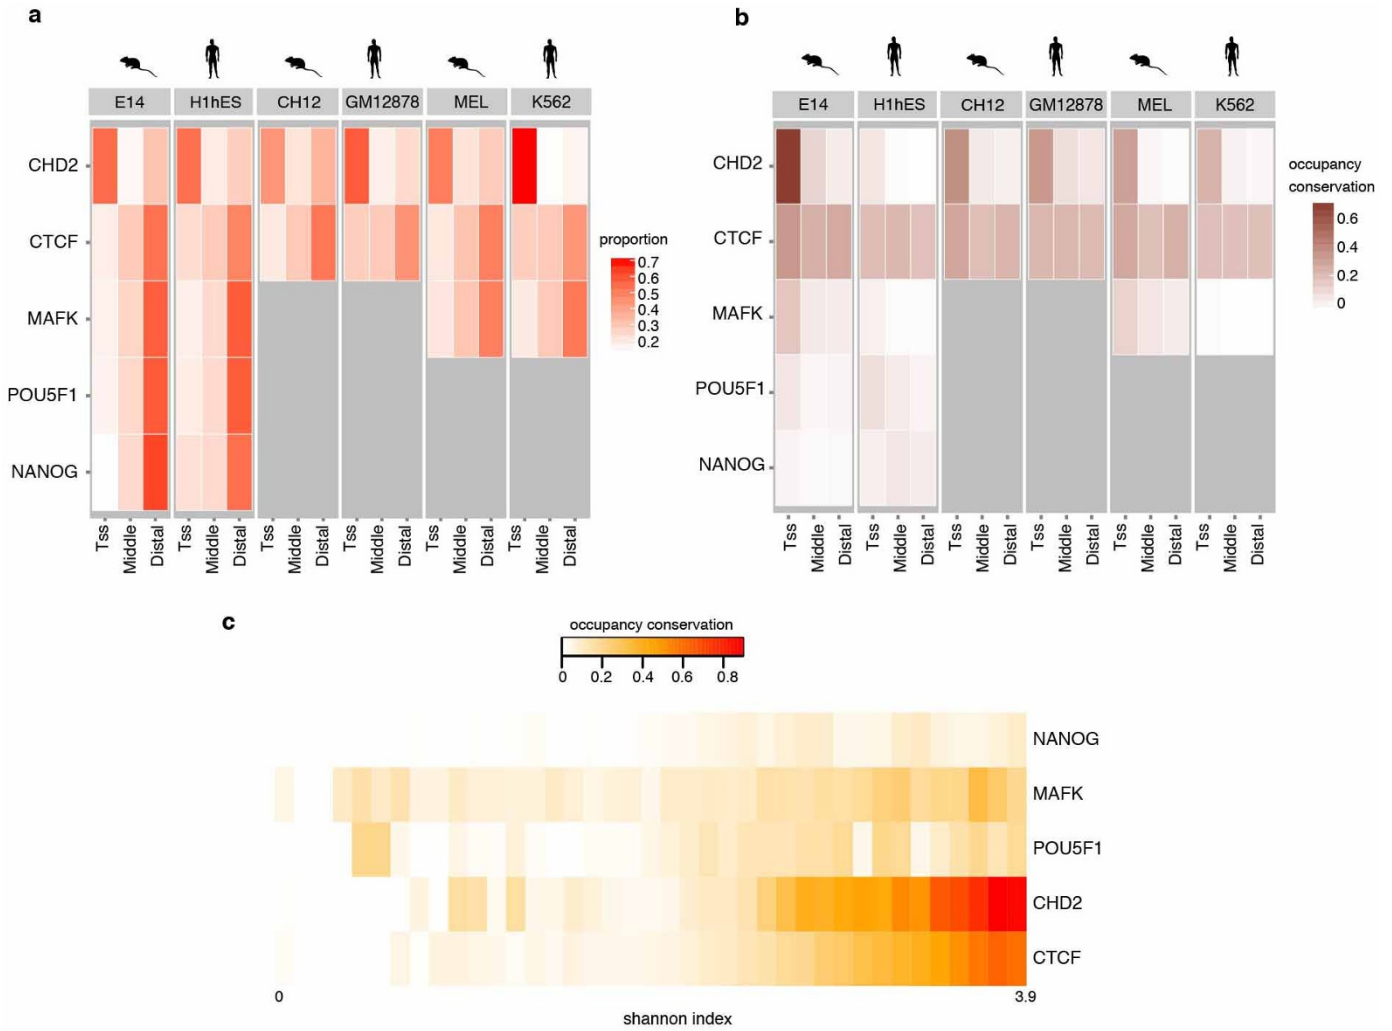 a
E14 H1hES CH12 GM12878 MEL K562
CHD2
CTCF
MAFK
POU5F1
NANOG
Tss Middle Distal Tss Middle Distal Tss Middle Distal Tss Middle Distal Tss Middle Distal Tss Middle Distal
proportion
0.7
0.6
0.5
0.4
0.3
0.2
b
E14 H1hES CH12 GM12878 MEL K562
CHD2
CTCF
MAFK
POU5F1
NANOG
Tss Middle Distal Tss Middle Distal Tss Middle Distal Tss Middle Distal Tss Middle Distal Tss Middle Distal
occupancy
conservation
0.6
0.4
0.2
0
c
occupancy conservation
0 0.2 0.4 0.6 0.8
NANOG
MAFK
POU5F1
CHD2
CTCF
0 3.9
shannon index